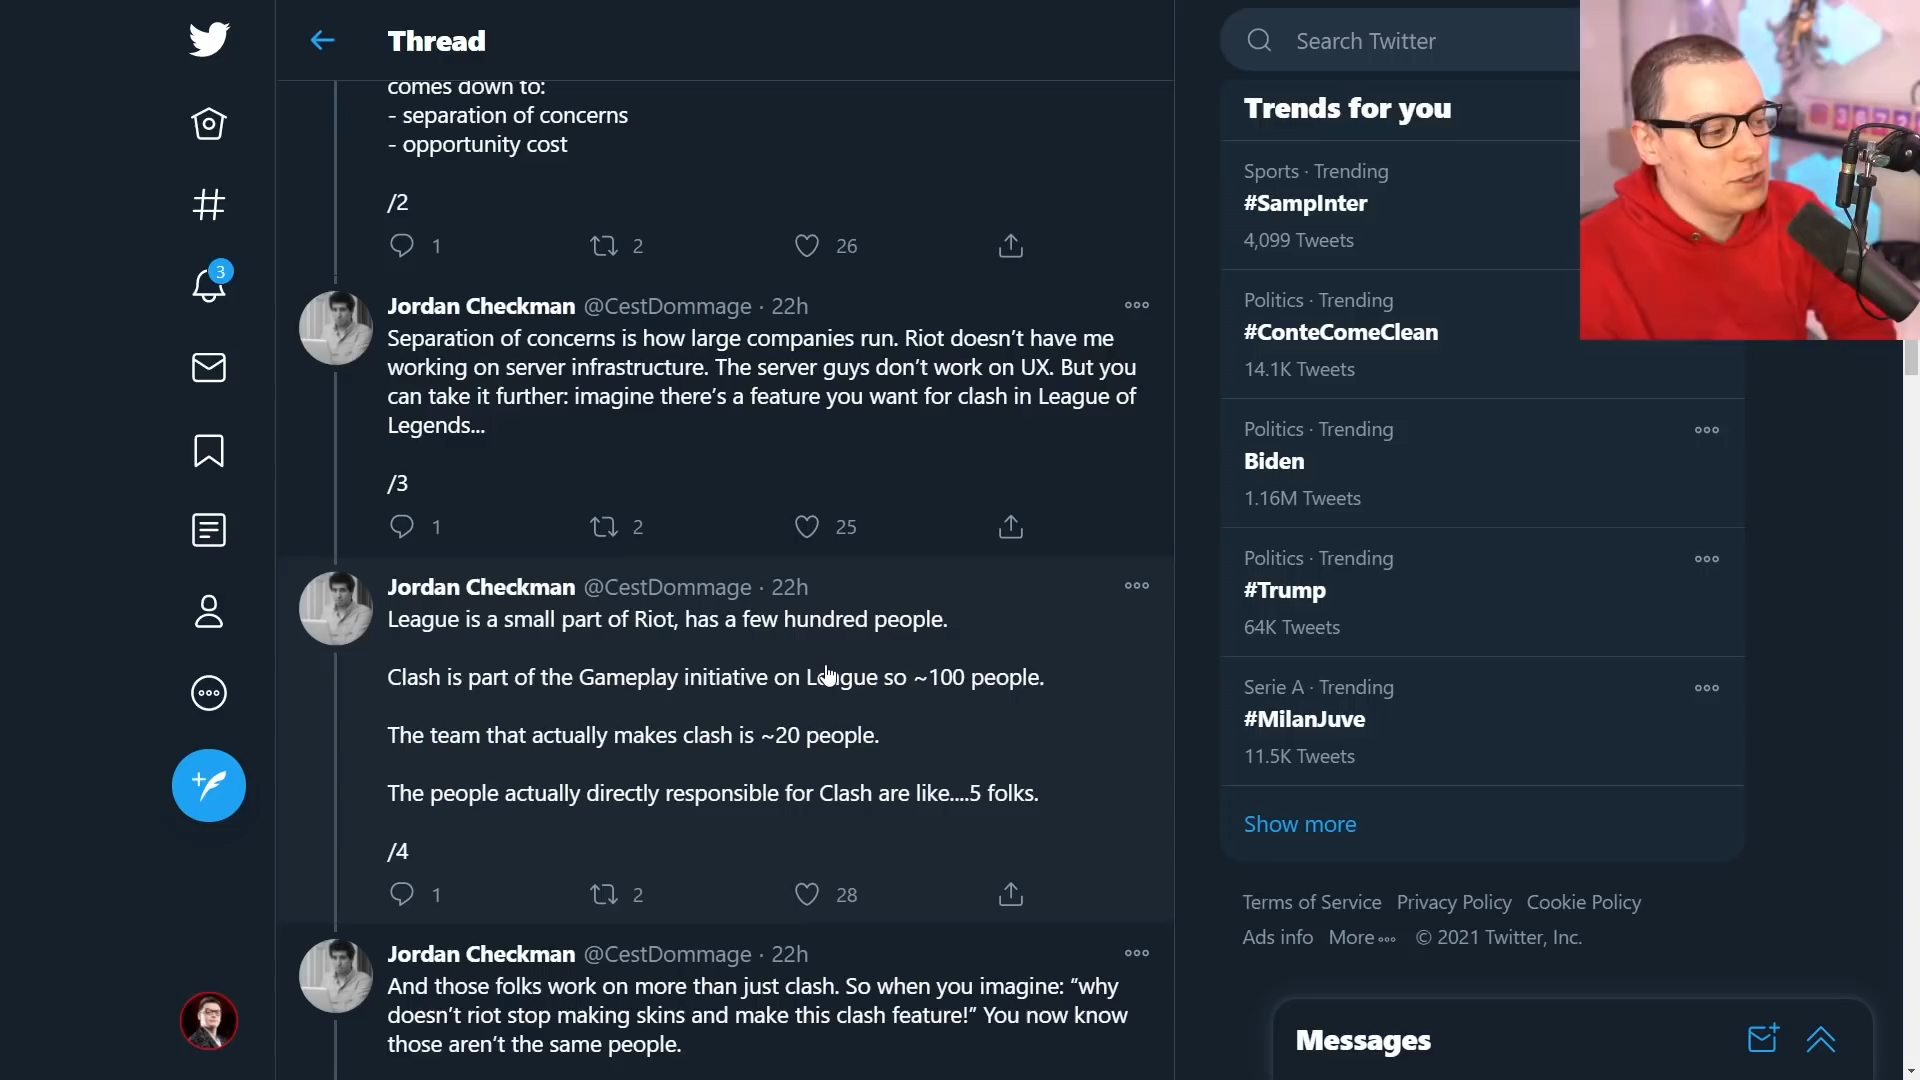 Thread
Search Twitter
comes down to:
- separation of concerns
- opportunity cost
/2
1 2 26
3
Jordan Checkman @CestDommage · 22h
Separation of concerns is how large companies run. Riot doesn’t have me
working on server infrastructure. The server guys don’t work on UX. But you
can take it further: imagine there’s a feature you want for clash in League of
Legends...
/3
1 2 25
Jordan Checkman @CestDommage · 22h
League is a small part of Riot, has a few hundred people.
Clash is part of the Gameplay initiative on League so ~100 people.
The team that actually makes clash is ~20 people.
The people actually directly responsible for Clash are like....5 folks.
/4
1 2 28
Jordan Checkman @CestDommage · 22h
And those folks work on more than just clash. So when you imagine: “why
doesn’t riot stop making skins and make this clash feature!” You now know
those aren’t the same people.
Trends for you
Sports · Trending
#SampInter
4,099 Tweets
Politics · Trending
#ConteComeClean
14.1K Tweets
Politics · Trending
Biden
1.16M Tweets
Politics · Trending
#Trump
64K Tweets
Serie A · Trending
#MilanJuve
11.5K Tweets
Show more
Terms of Service Privacy Policy Cookie Policy
Ads info More © 2021 Twitter, Inc.
Messages